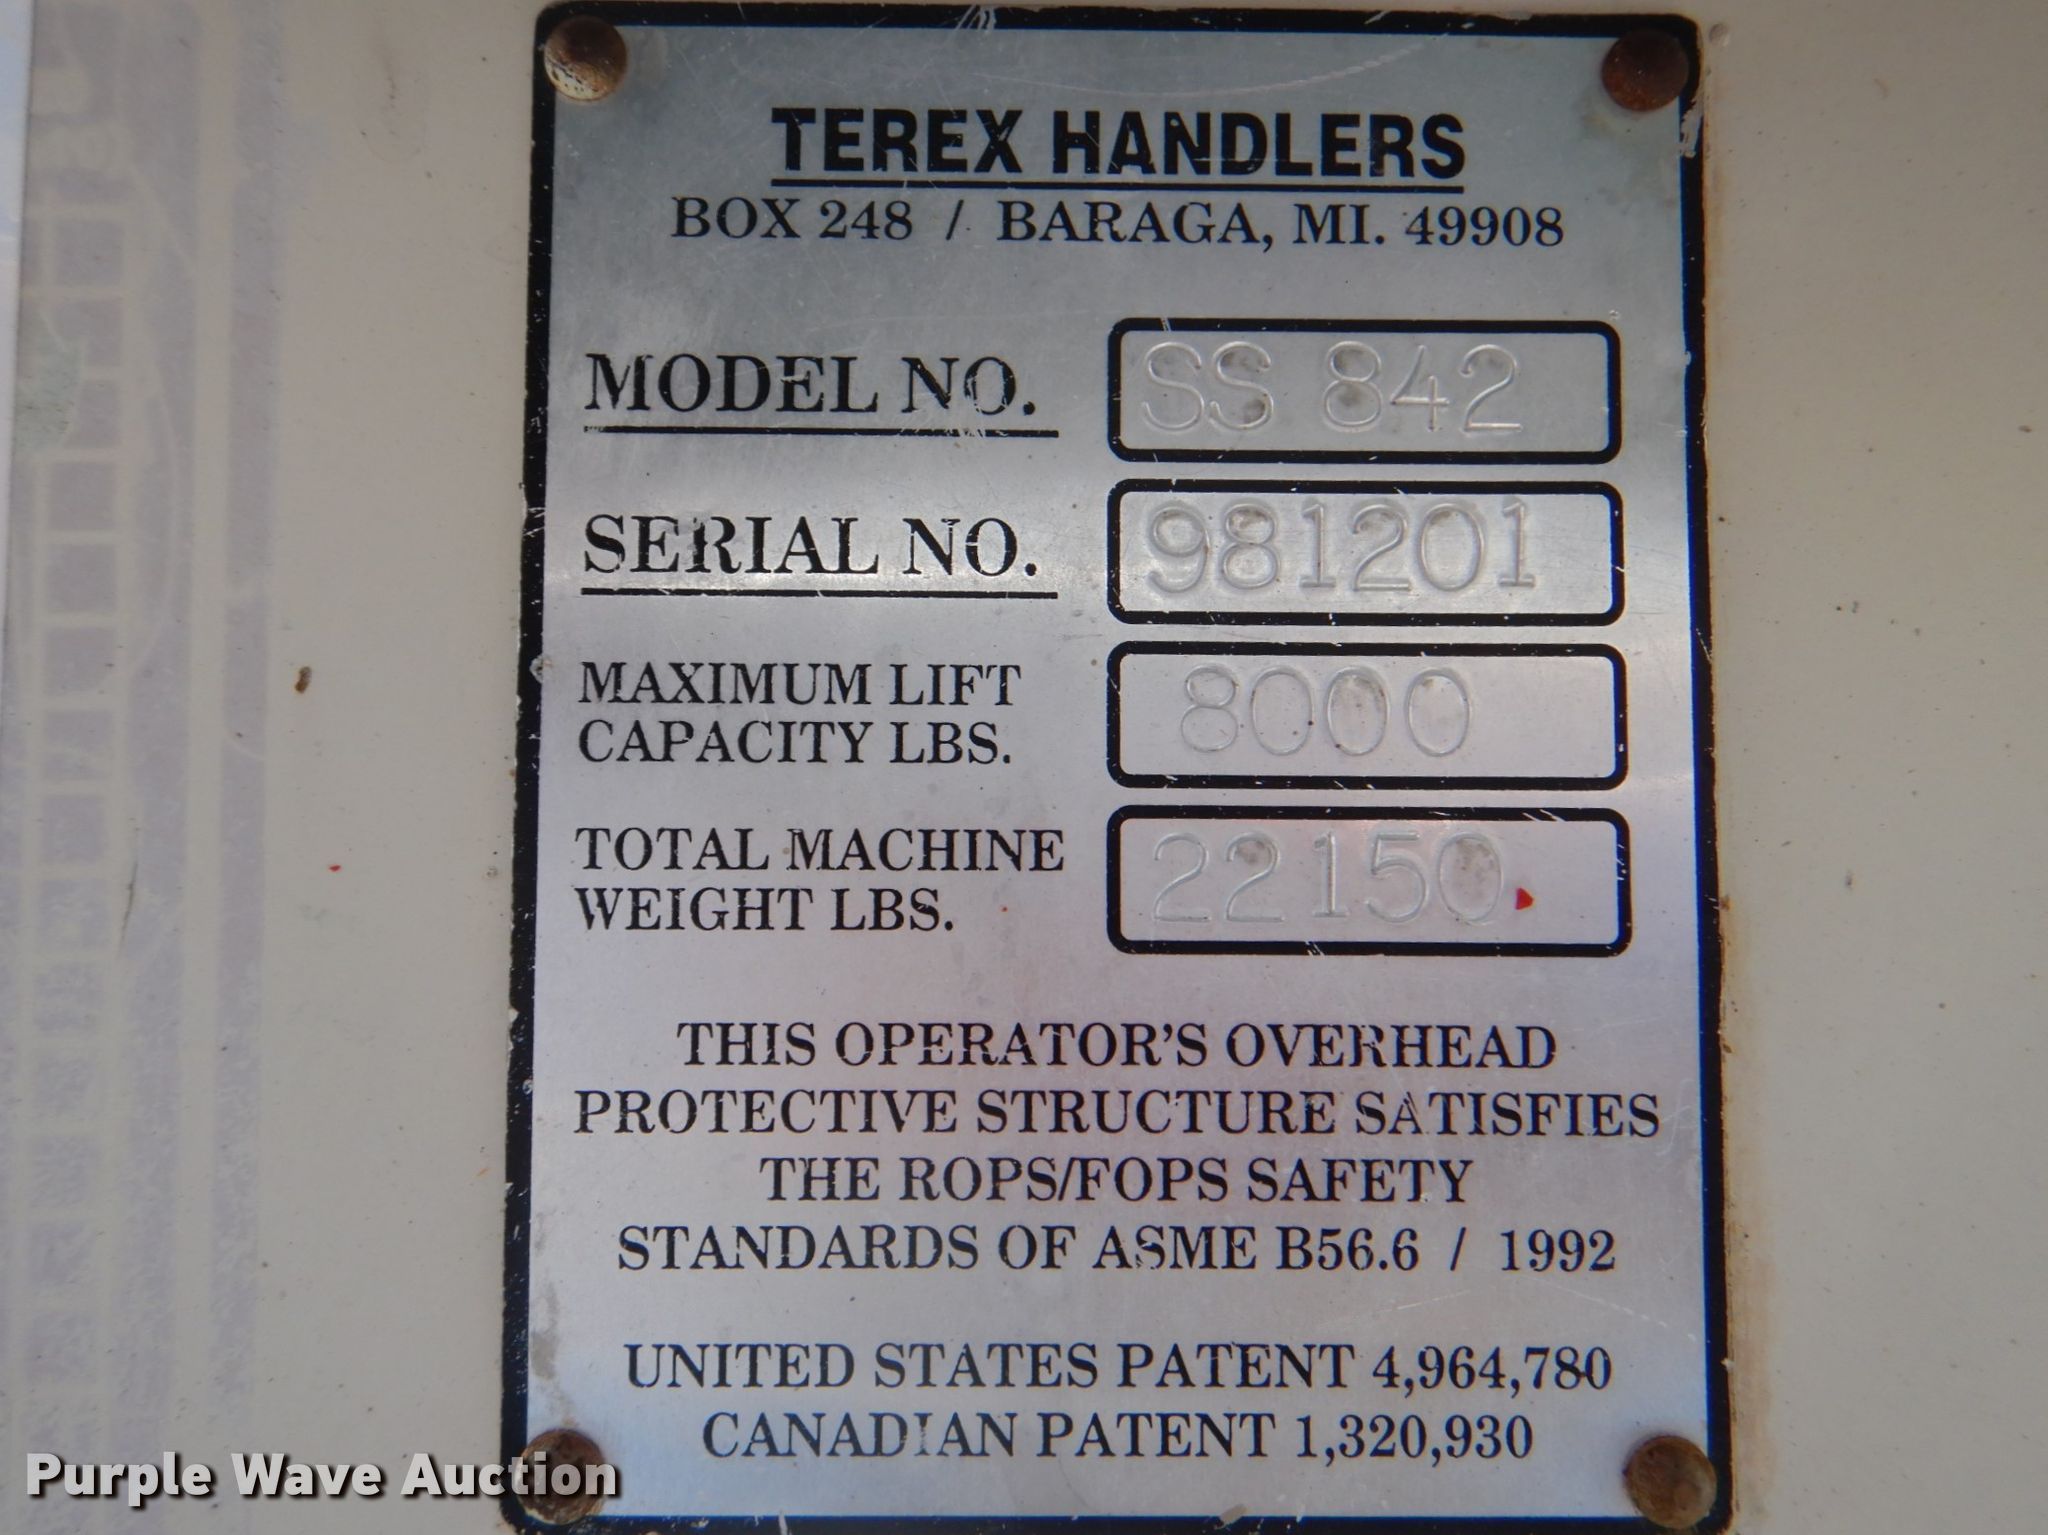 TEREX HANDLERS
BOX 248 / BARAGA, MI. 49908
MODEL NO. SS 842
SERIAL NO. 981201
MAXIMUM LIFT
CAPACITY LBS. 8000
TOTAL MACHINE
WEIGHT LBS. 22150
THIS OPERATOR'S OVERHEAD
PROTECTIVE STRUCTURE SATISFIES
THE ROPS/FOPS SAFETY
STANDARDS OF ASME B56.6 / 1992
UNITED STATES PATENT 4,964,780
CANADIAN PATENT 1,320,930
Purple Wave Auction